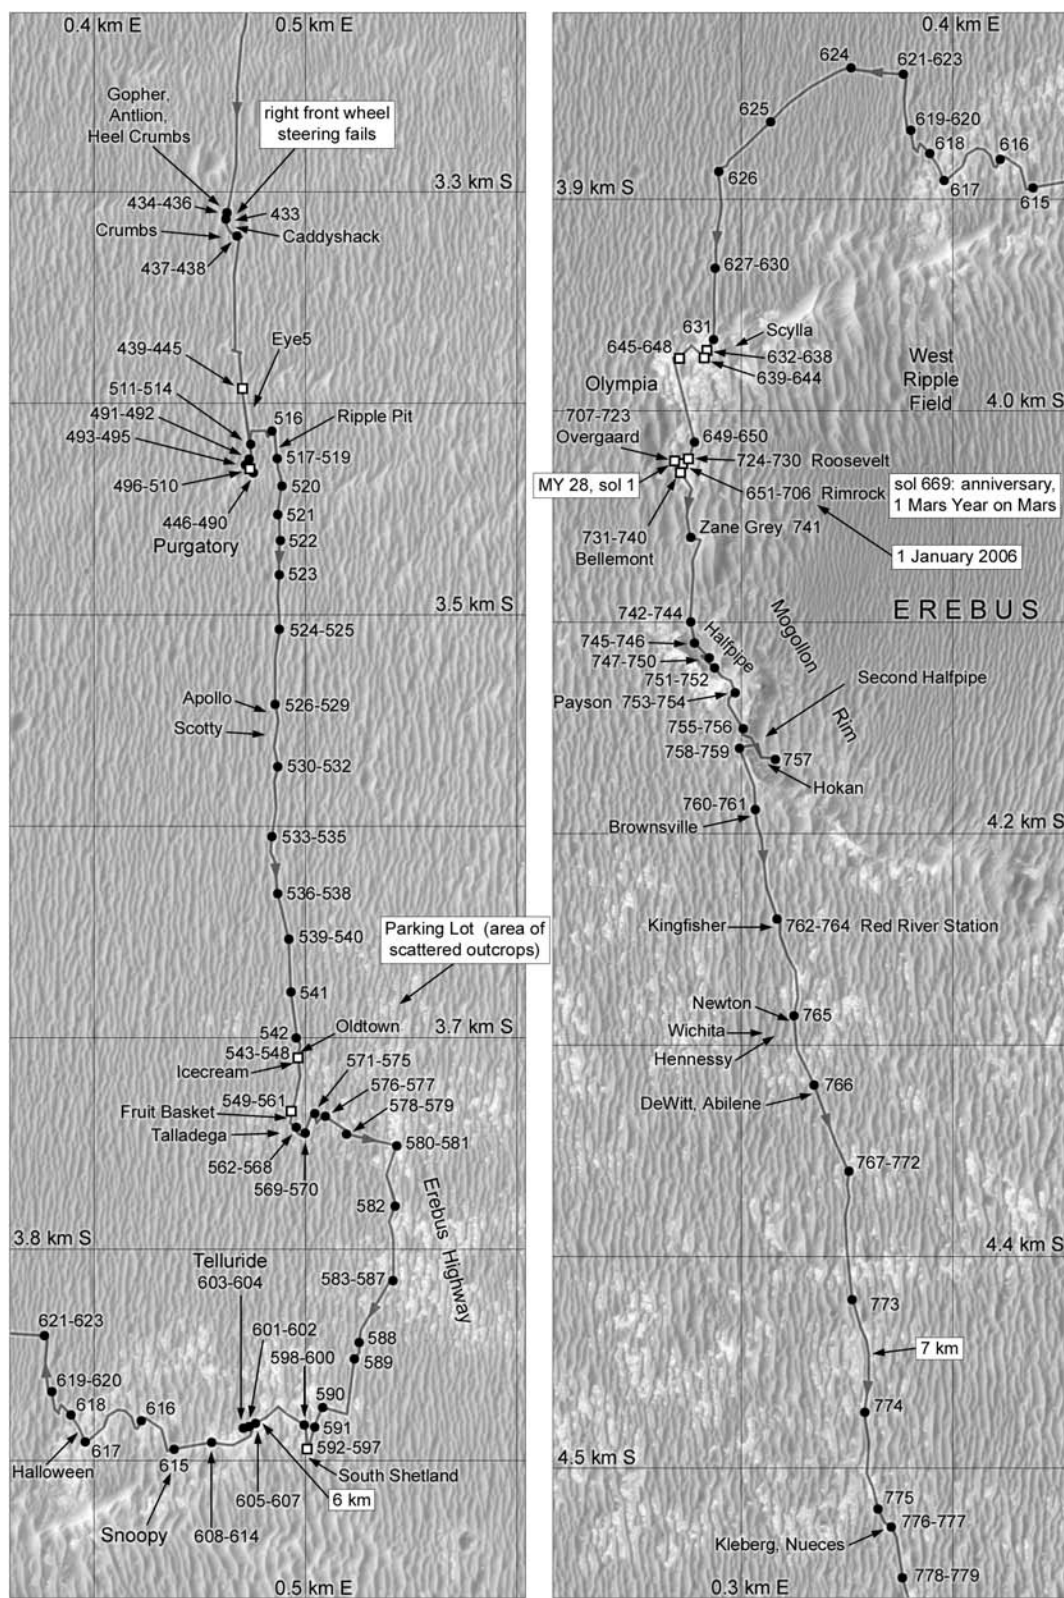 0.4 km E
0.5 km E
Gopher,
Antlion,
Heel Crumbs
right front wheel
steering fails
3.3 km S
434-436
433
Crumbs
Caddyshack
437-438
Eye5
439-445
511-514
491-492
516
Ripple Pit
493-495
517-519
496-510
520
446-490
521
Purgatory
522
523
3.5 km S
524-525
Apollo
526-529
Scotty
530-532
533-535
536-538
Parking Lot (area of
scattered outcrops)
539-540
541
3.7 km S
542
Oldtown
543-548
Icecream
571-575
576-577
549-561
Fruit Basket
578-579
Talladega
580-581
562-568
569-570
582
Erebus Highway
3.8 km S
Telluride
603-604
583-587
601-602
621-623
598-600
588
589
619-620
590
618
616
591
592-597
Halloween
617
615
South Shetland
605-607
6 km
Snoopy
608-614
0.5 km E
0.4 km E
624
621-623
625
619-620
618
616
626
617
615
3.9 km S
627-630
631
Scylla
645-648
632-638
639-644
Olympia
West
Ripple
Field
4.0 km S
707-723
Overgaard
649-650
724-730
Roosevelt
MY 28, sol 1
651-706
Rimrock
sol 669: anniversary,
1 Mars Year on Mars
731-740
Bellemont
Zane Grey 741
1 January 2006
EREBUS
742-744
745-746
Halfpipe
Mogollon
Rim
747-750
751-752
Second Halfpipe
Payson 753-754
755-756
758-759
757
Hokan
760-761
Brownsville
4.2 km S
Kingfisher
762-764
Red River Station
Newton
765
Wichita
Hennessy
766
DeWitt, Abilene
767-772
4.4 km S
773
7 km
774
4.5 km S
775
776-777
Kleberg, Nueces
778-779
0.3 km E